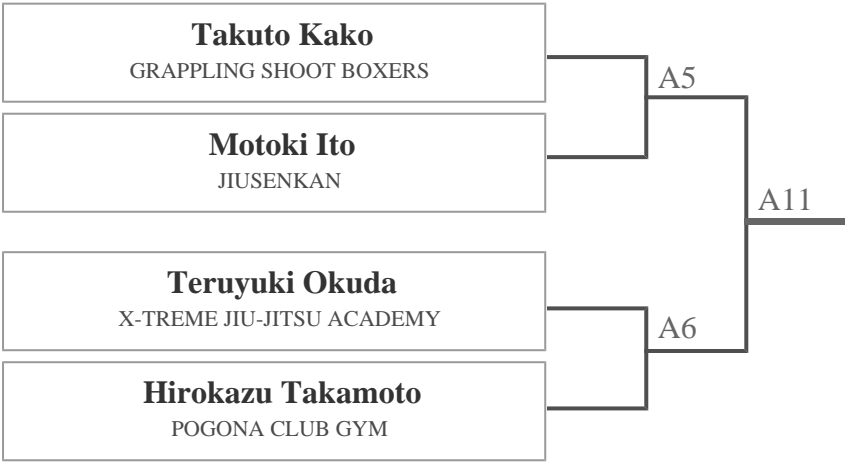 Takuto Kako
GRAPPLING SHOOT BOXERS
A5
Motoki Ito
JIUSENKAN
A11
Teruyuki Okuda
X-TREME JIU-JITSU ACADEMY
A6
Hirokazu Takamoto
POGONA CLUB GYM